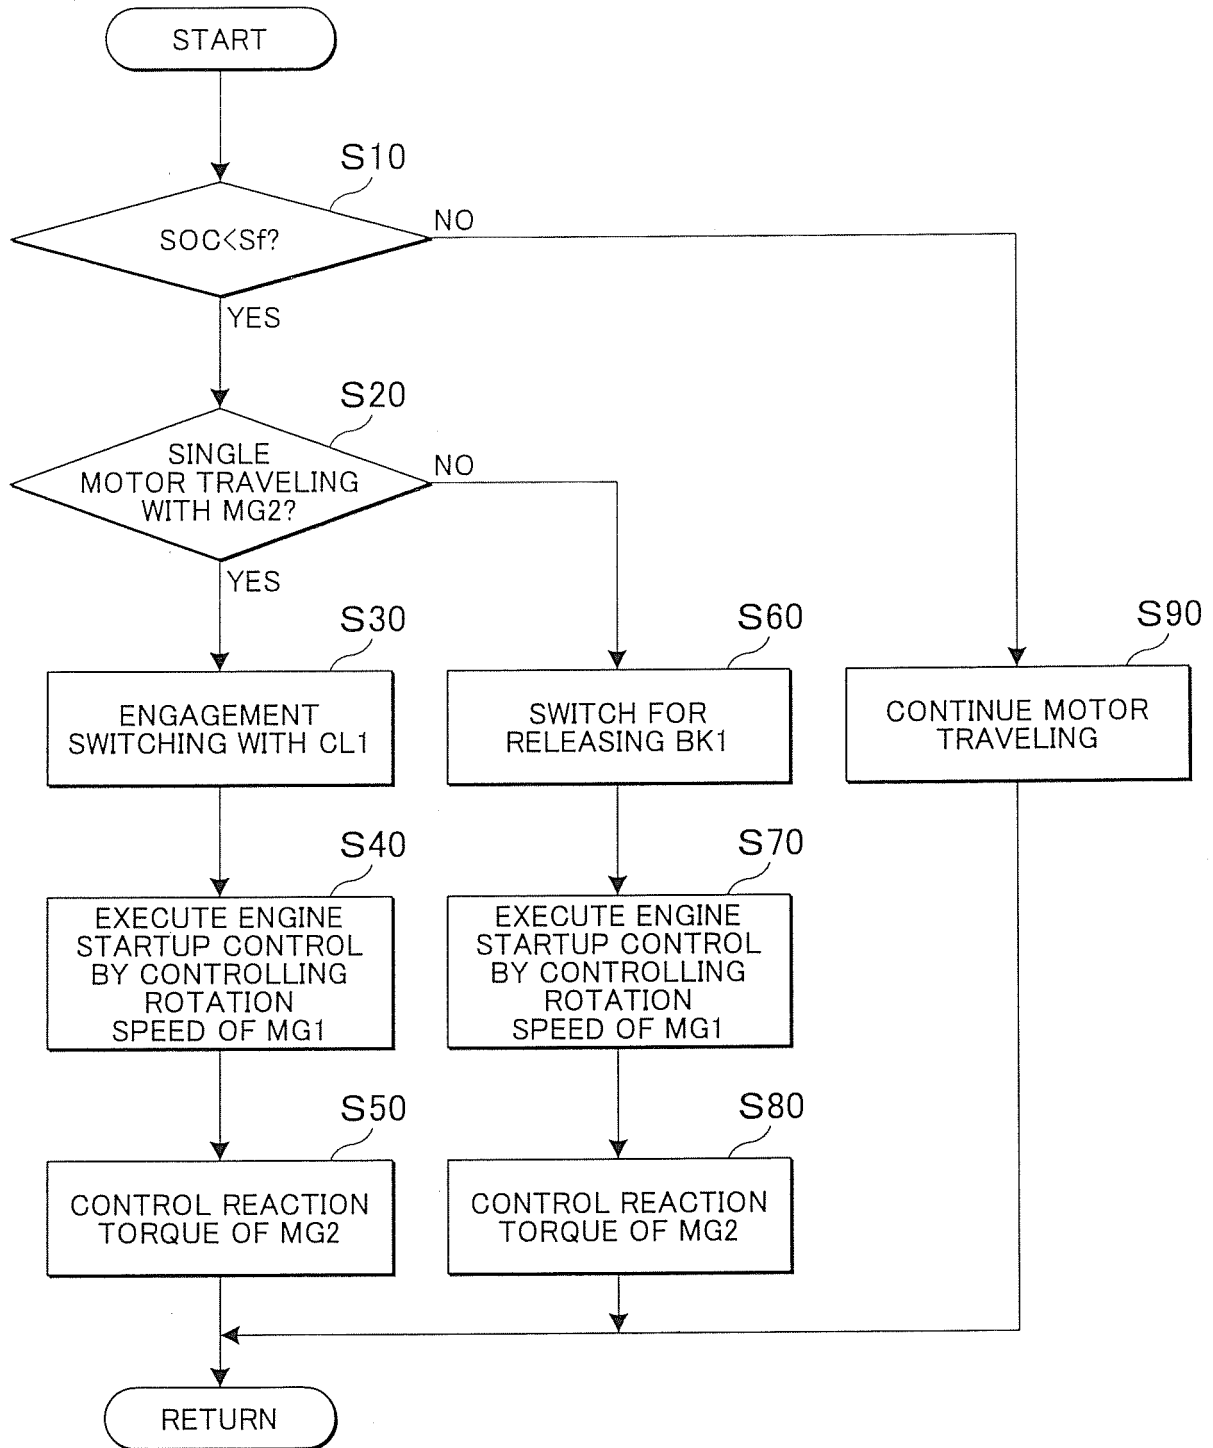 START
S10
SOC<Sf?
NO
YES
S20
SINGLE
MOTOR TRAVELING
WITH MG2?
NO
YES
S30
ENGAGEMENT
SWITCHING WITH CL1
S60
SWITCH FOR
RELEASING BK1
S90
CONTINUE MOTOR
TRAVELING
S40
EXECUTE ENGINE
STARTUP CONTROL
BY CONTROLLING
ROTATION
SPEED OF MG1
S70
EXECUTE ENGINE
STARTUP CONTROL
BY CONTROLLING
ROTATION
SPEED OF MG1
S50
CONTROL REACTION
TORQUE OF MG2
S80
CONTROL REACTION
TORQUE OF MG2
RETURN